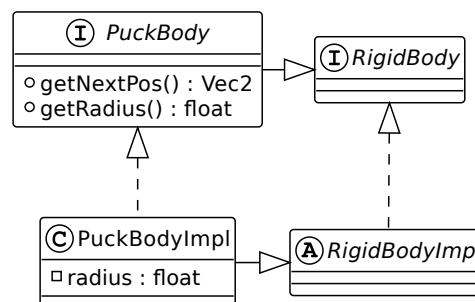 I PuckBody
getNextPos() : Vec2
getRadius() : float
I RigidBody
C PuckBodyImpl
radius : float
A RigidBodyImp